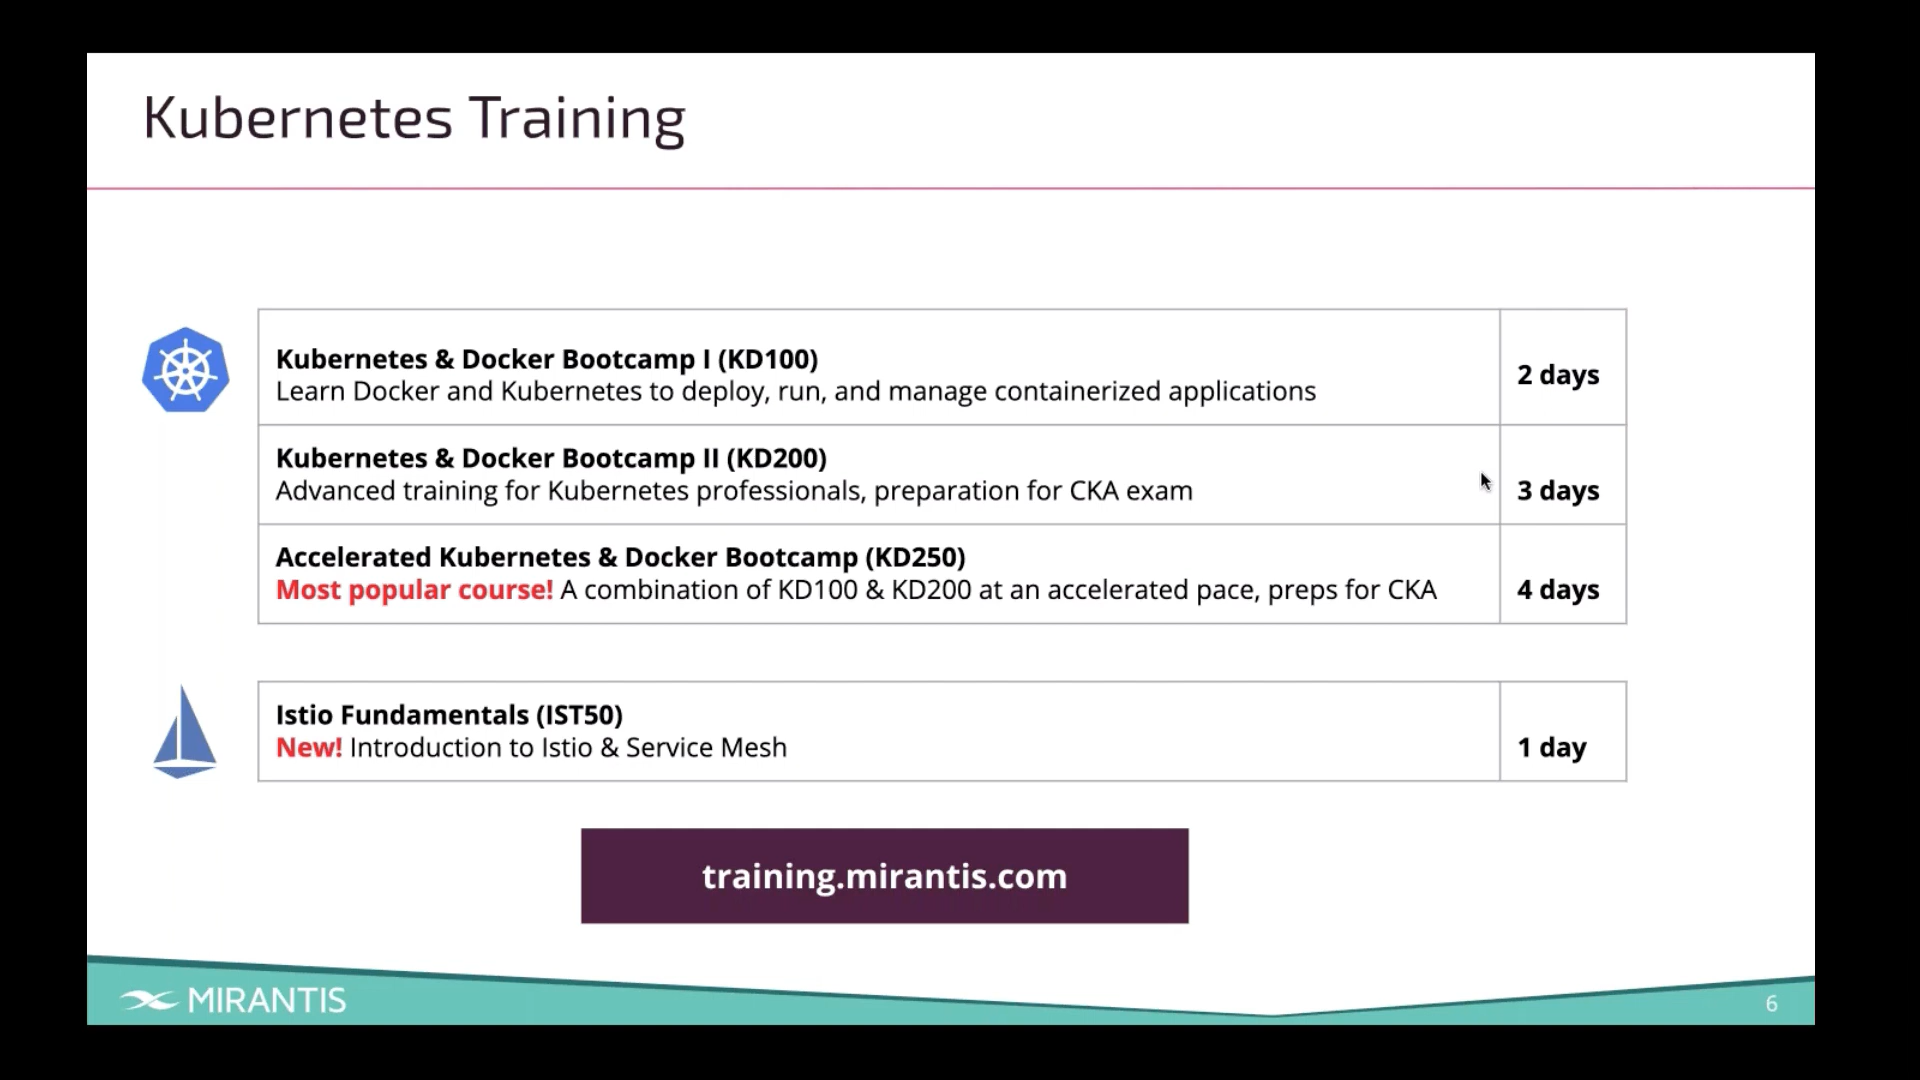 Kubernetes Training
Kubernetes & Docker Bootcamp I (KD100)
Learn Docker and Kubernetes to deploy, run, and manage containerized applications
2 days
Kubernetes & Docker Bootcamp II (KD200)
Advanced training for Kubernetes professionals, preparation for CKA exam
3 days
Accelerated Kubernetes & Docker Bootcamp (KD250)
Most popular course! A combination of KD100 & KD200 at an accelerated pace, preps for CKA
4 days
Istio Fundamentals (IST50)
New! Introduction to Istio & Service Mesh
1 day
training.mirantis.com
MIRANTIS
6